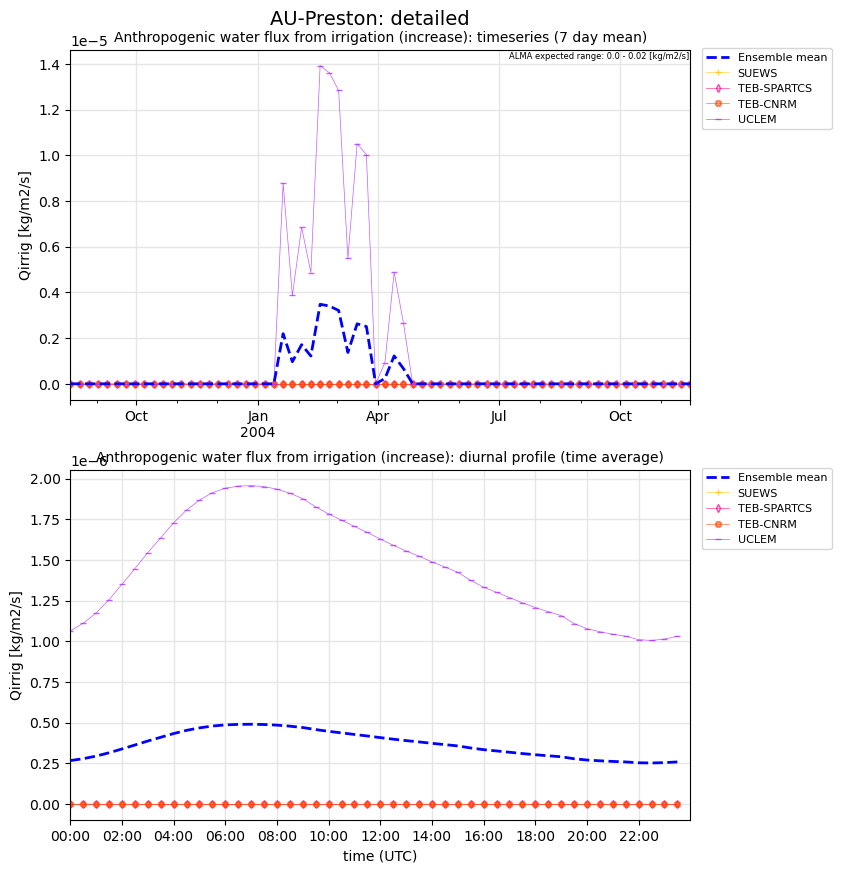 AU-Preston: detailed
Anthropogenic water flux from irrigation (increase): timeseries (7 day mean)
1e−5
ALMA expected range: 0.0 - 0.02 [kg/m2/s]
1.4
1.2
1.0
0.8
0.6
0.4
0.2
0.0
Qirrig [kg/m2/s]
Oct
Jan
2004
Apr
Jul
Oct
Ensemble mean
SUEWS
TEB-SPARTCS
TEB-CNRM
UCLEM
Anthropogenic water flux from irrigation (increase): diurnal profile (time average)
2.00
1.75
1.50
1.25
1.00
0.75
0.50
0.25
0.00
Qirrig [kg/m2/s]
00:00
02:00
04:00
06:00
08:00
10:00
12:00
14:00
16:00
18:00
20:00
22:00
time (UTC)
Ensemble mean
SUEWS
TEB-SPARTCS
TEB-CNRM
UCLEM